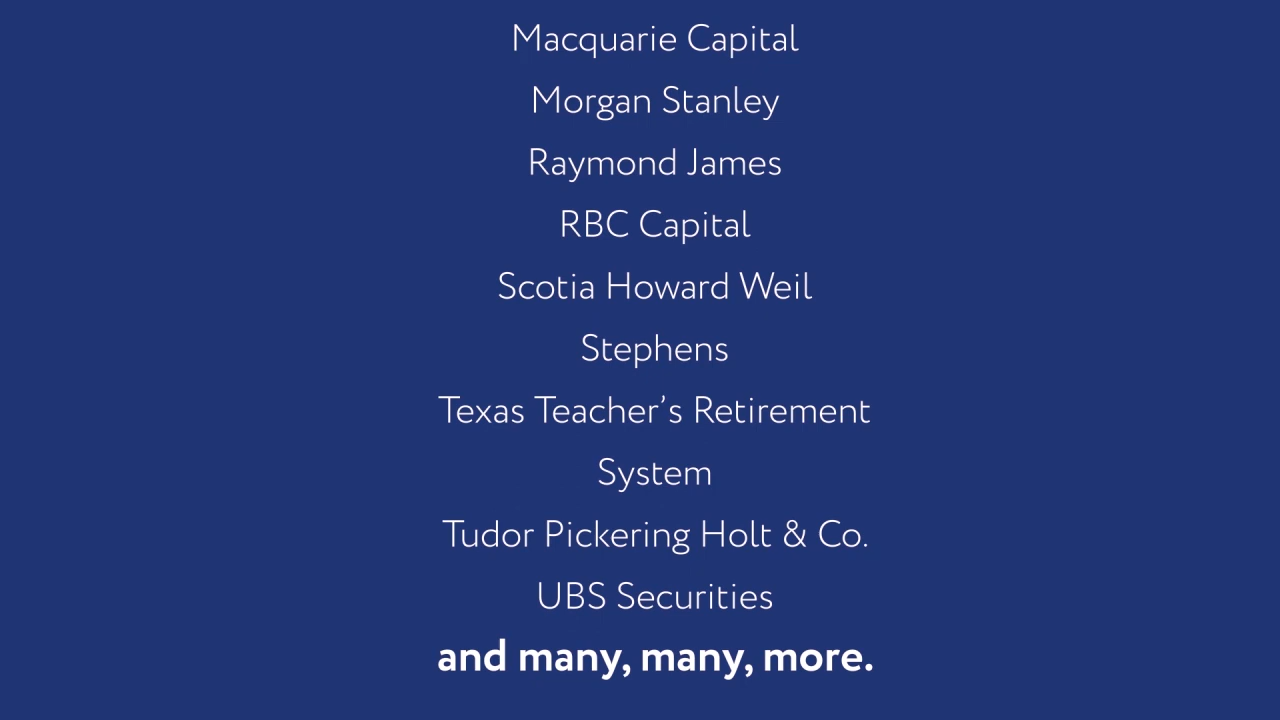 Macquarie Capital
Morgan Stanley
Raymond James
RBC Capital
Scotia Howard Weil
Stephens
Texas Teacher’s Retirement
System
Tudor Pickering Holt & Co.
UBS Securities
and many, many, more.